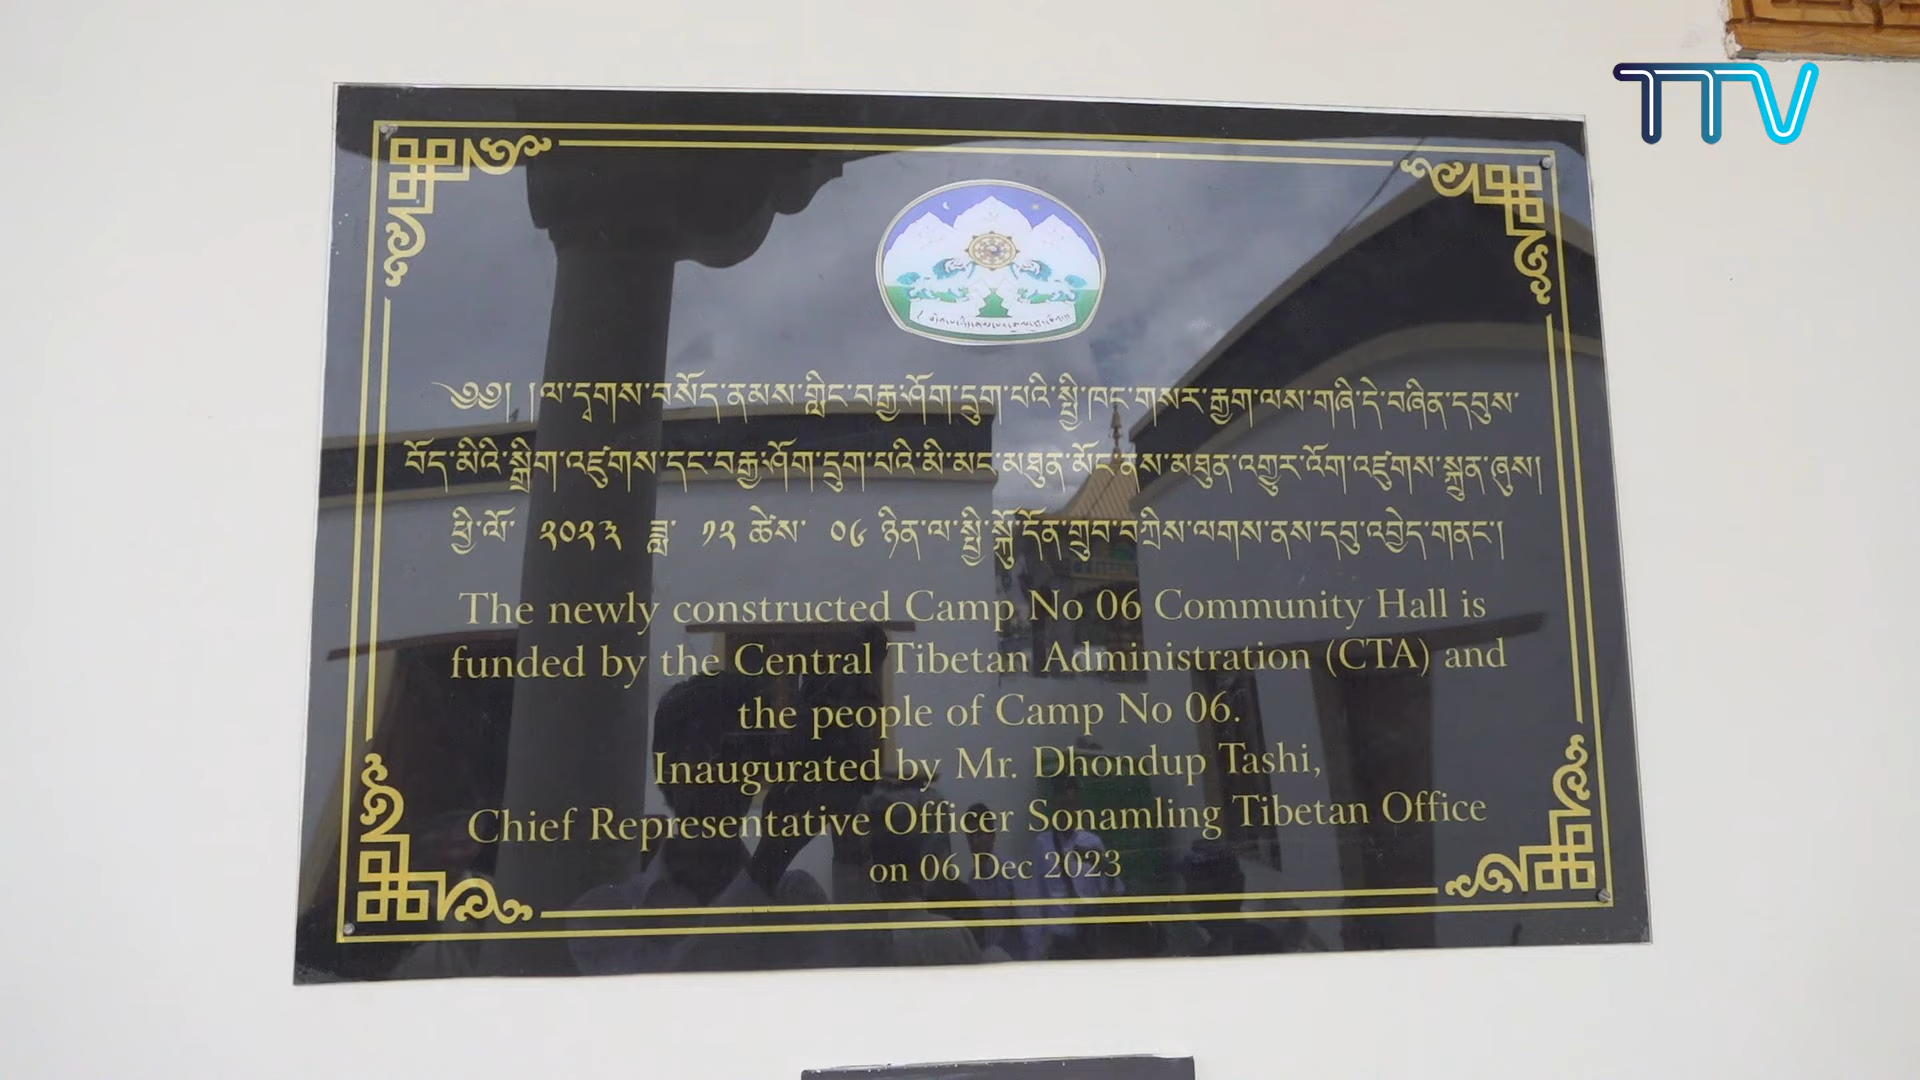 TTV
༄༅། །ལ་དྭགས་བསོད་ནམས་གླིང་བརྒྱ་ཤོག་དྲུག་པའི་སྤྱི་ཁང་གསར་རྒྱག་ལས་གཞི་དེ་བཞིན་དབུས་
བོད་མིའི་སྒྲིག་འཛུགས་དང་བརྒྱ་ཤོག་དྲུག་པའི་མི་མང་མཐུན་མོང་ནས་མཐུན་འགྱུར་འོག་འཛུགས་སྐྲུན་ཞུས།
ཕྱི་ལོ་ ༢༠༢༣ ཟླ་ ༡༢ ཚེས་ ༠༦ ཉིན་ལ་སྤྱི་སྐྱོ་དོན་གྲུབ་བཀྲིས་ལགས་ནས་དབུ་འབྱེད་གནང་།
The newly constructed Camp No 06 Community Hall is
funded by the Central Tibetan Administration (CTA) and
the people of Camp No 06.
Inaugurated by Mr. Dhondup Tashi,
Chief Representative Officer Sonamling Tibetan Office
on 06 Dec 2023